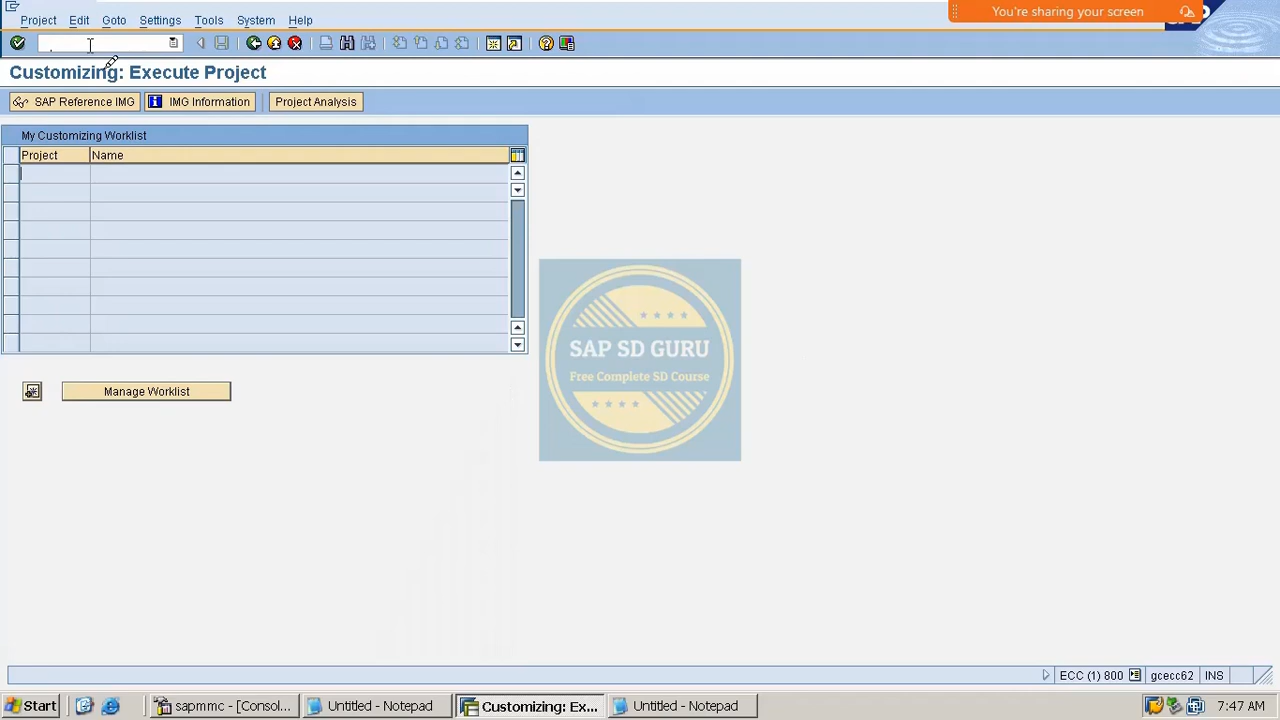 You're sharing your screen
Project Edit Goto Settings Tools System Help
Customizing: Execute Project
SAP Reference IMG IMG Information Project Analysis
My Customizing Worklist
Project Name
SAP SD GURU
Free Complete SD Course
Manage Worklist
ECC (1) 800 gcecc62 INS
Start sapmmc - [Consol... Untitled - Notepad Customizing: Ex... Untitled - Notepad 7:47 AM